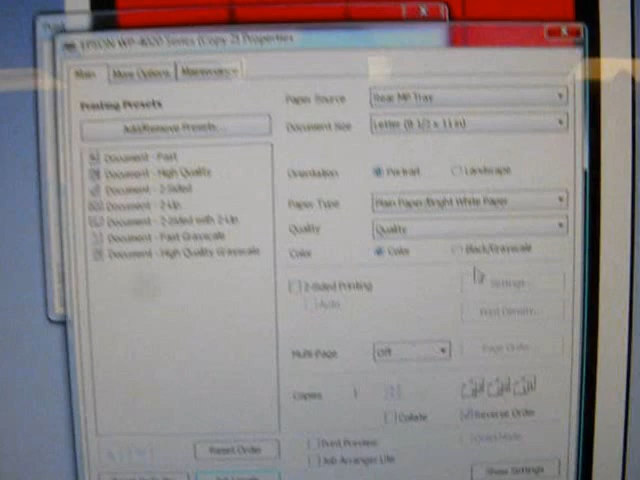 EPSON WP-4020 Series (Copy 2) Properties
Main
More Options
Maintenance
Printing Presets
Add/Remove Presets...
Document - Fast
Document - High Quality
Document - 2-Sided
Document - 2-Up
Document - 2-Sided with 2-Up
Document - Fast Grayscale
Document - High Quality Grayscale
Paper Source
Rear MP Tray
Document Size
Letter (8 1/2 x 11 in)
Orientation
Portrait
Landscape
Paper Type
Plain Paper/Bright White Paper
Quality
Quality
Color
Color
Black/Grayscale
2-Sided Printing
Auto
Settings...
Print Density...
Multi-Page
Off
Page Order...
Copies
1
Collate
Reverse Order
Quiet Mode
Reset Order
Print Preview
Job Arranger Lite
Show Settings